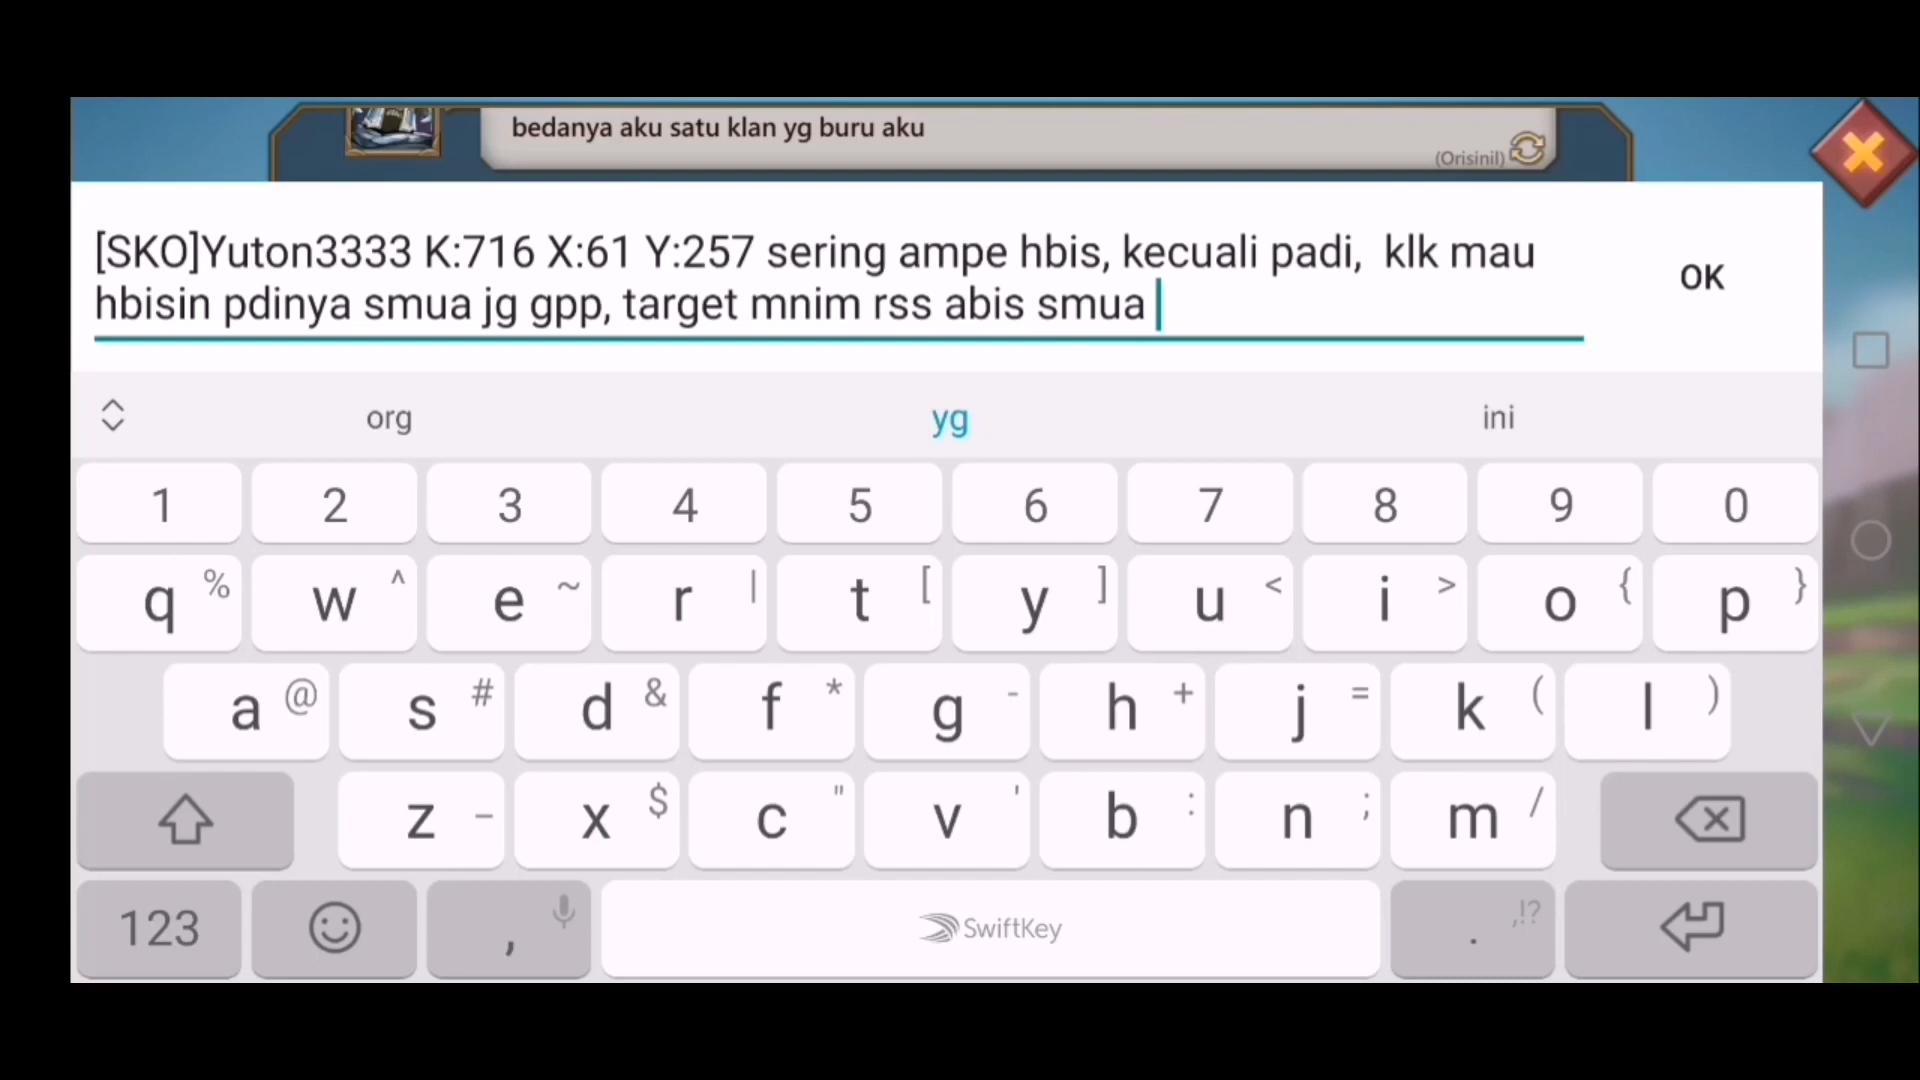 bedanya aku satu klan yg buru aku
(Orisinil)
[SKO]Yuton3333 K:716 X:61 Y:257 sering ampe hbis, kecuali padi,  klk mau
hbisin pdinya smua jg gpp, target mnim rss abis smua
OK
org yg ini
1 2 3 4 5 6 7 8 9 0
q % w ^ e ~ r | t [ y ] u < i > o { p }
a @ s # d & f * g - h + j = k ( l )
z _ x $ c " v ' b : n ; m /
123 , SwiftKey . ,!?